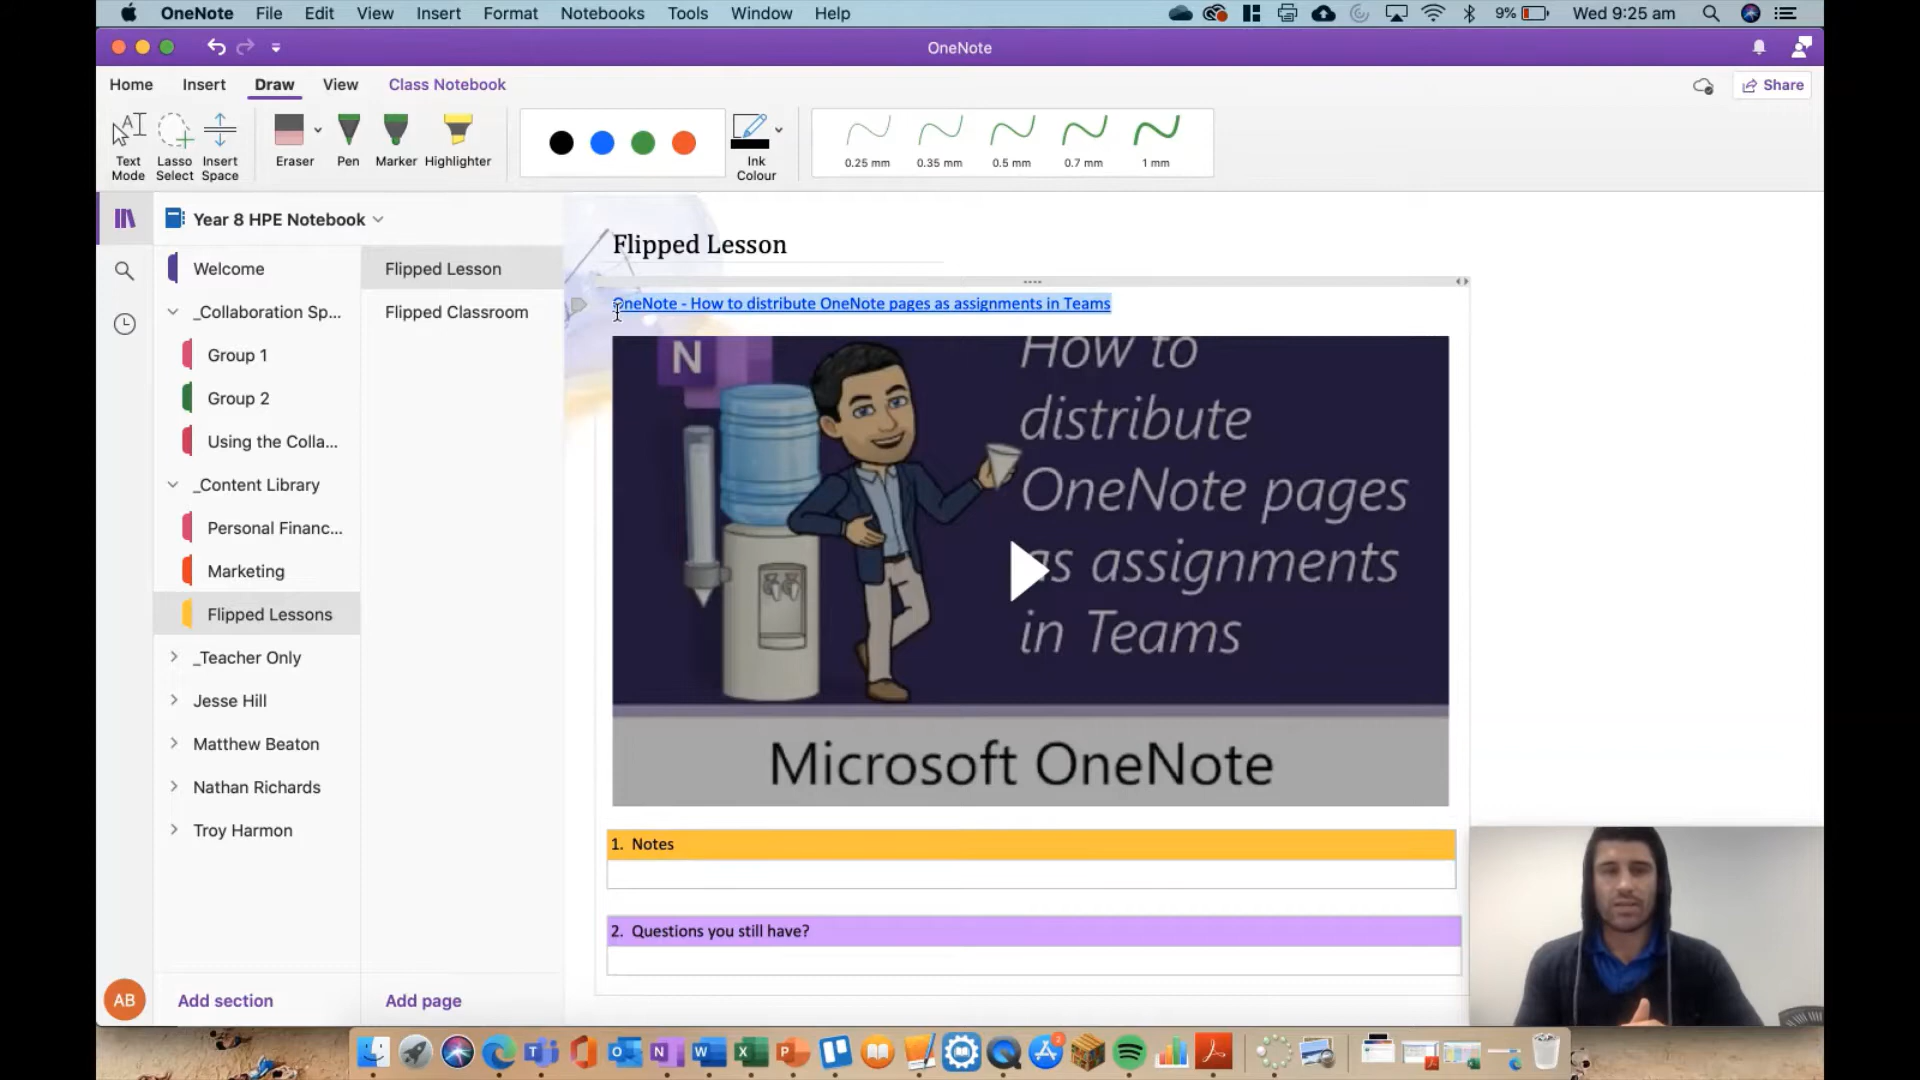 OneNote File Edit View Insert Format Notebooks Tools Window Help 9% Wed 9:25 am
OneNote
Home Insert Draw View Class Notebook Share
Text Mode
Lasso Select
Insert Space
Eraser
Pen
Marker
Highlighter
Ink Colour
0.25 mm 0.35 mm 0.5 mm 0.7 mm 1 mm
Year 8 HPE Notebook
Welcome
_Collaboration Sp...
Group 1
Group 2
Using the Colla...
_Content Library
Personal Financ...
Marketing
Flipped Lessons
_Teacher Only
Jesse Hill
Matthew Beaton
Nathan Richards
Troy Harmon
AB
Add section
Flipped Lesson
Flipped Classroom
Add page
Flipped Lesson
OneNote - How to distribute OneNote pages as assignments in Teams
N
How to
distribute
OneNote pages
as assignments
in Teams
Microsoft OneNote
1. Notes
2. Questions you still have?